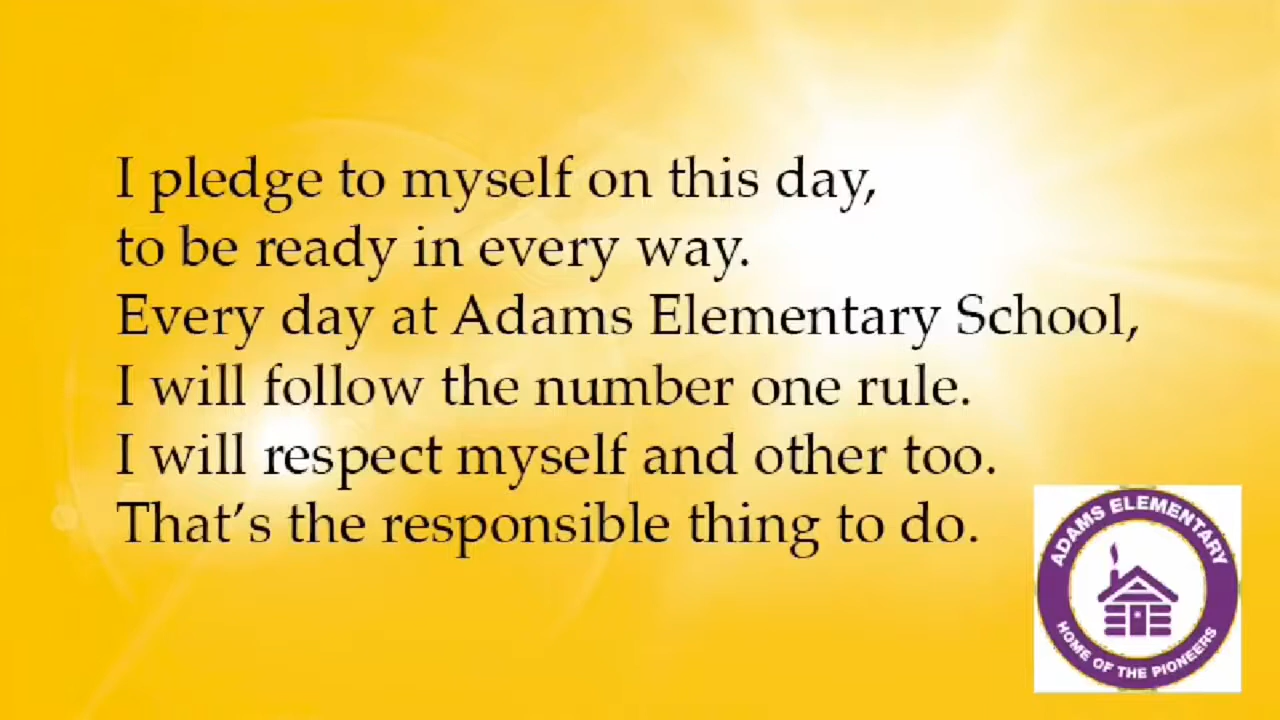 I pledge to myself on this day,
to be ready in every way.
Every day at Adams Elementary School,
I will follow the number one rule.
I will respect myself and other too.
That’s the responsible thing to do.
ADAMS ELEMENTARY
HOME OF THE PIONEERS